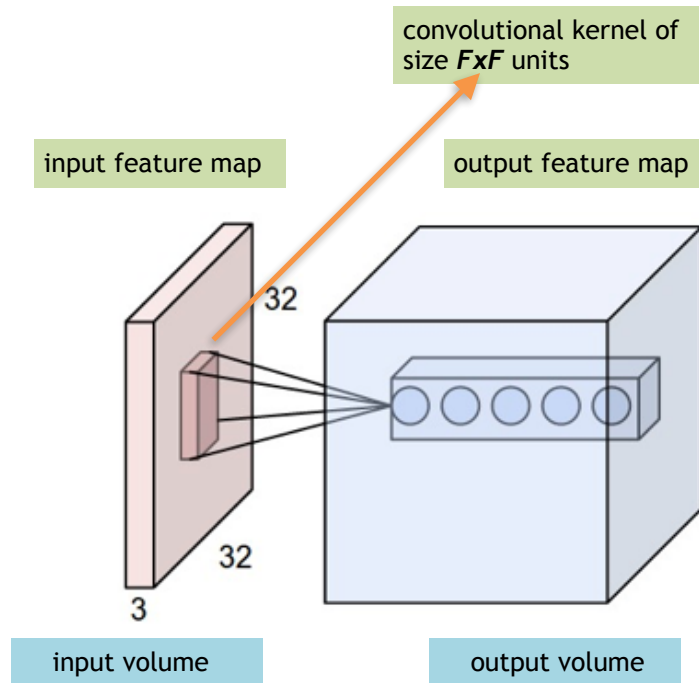 convolutional kernel of
size FxF units
input feature map
output feature map
32
32
3
input volume
output volume